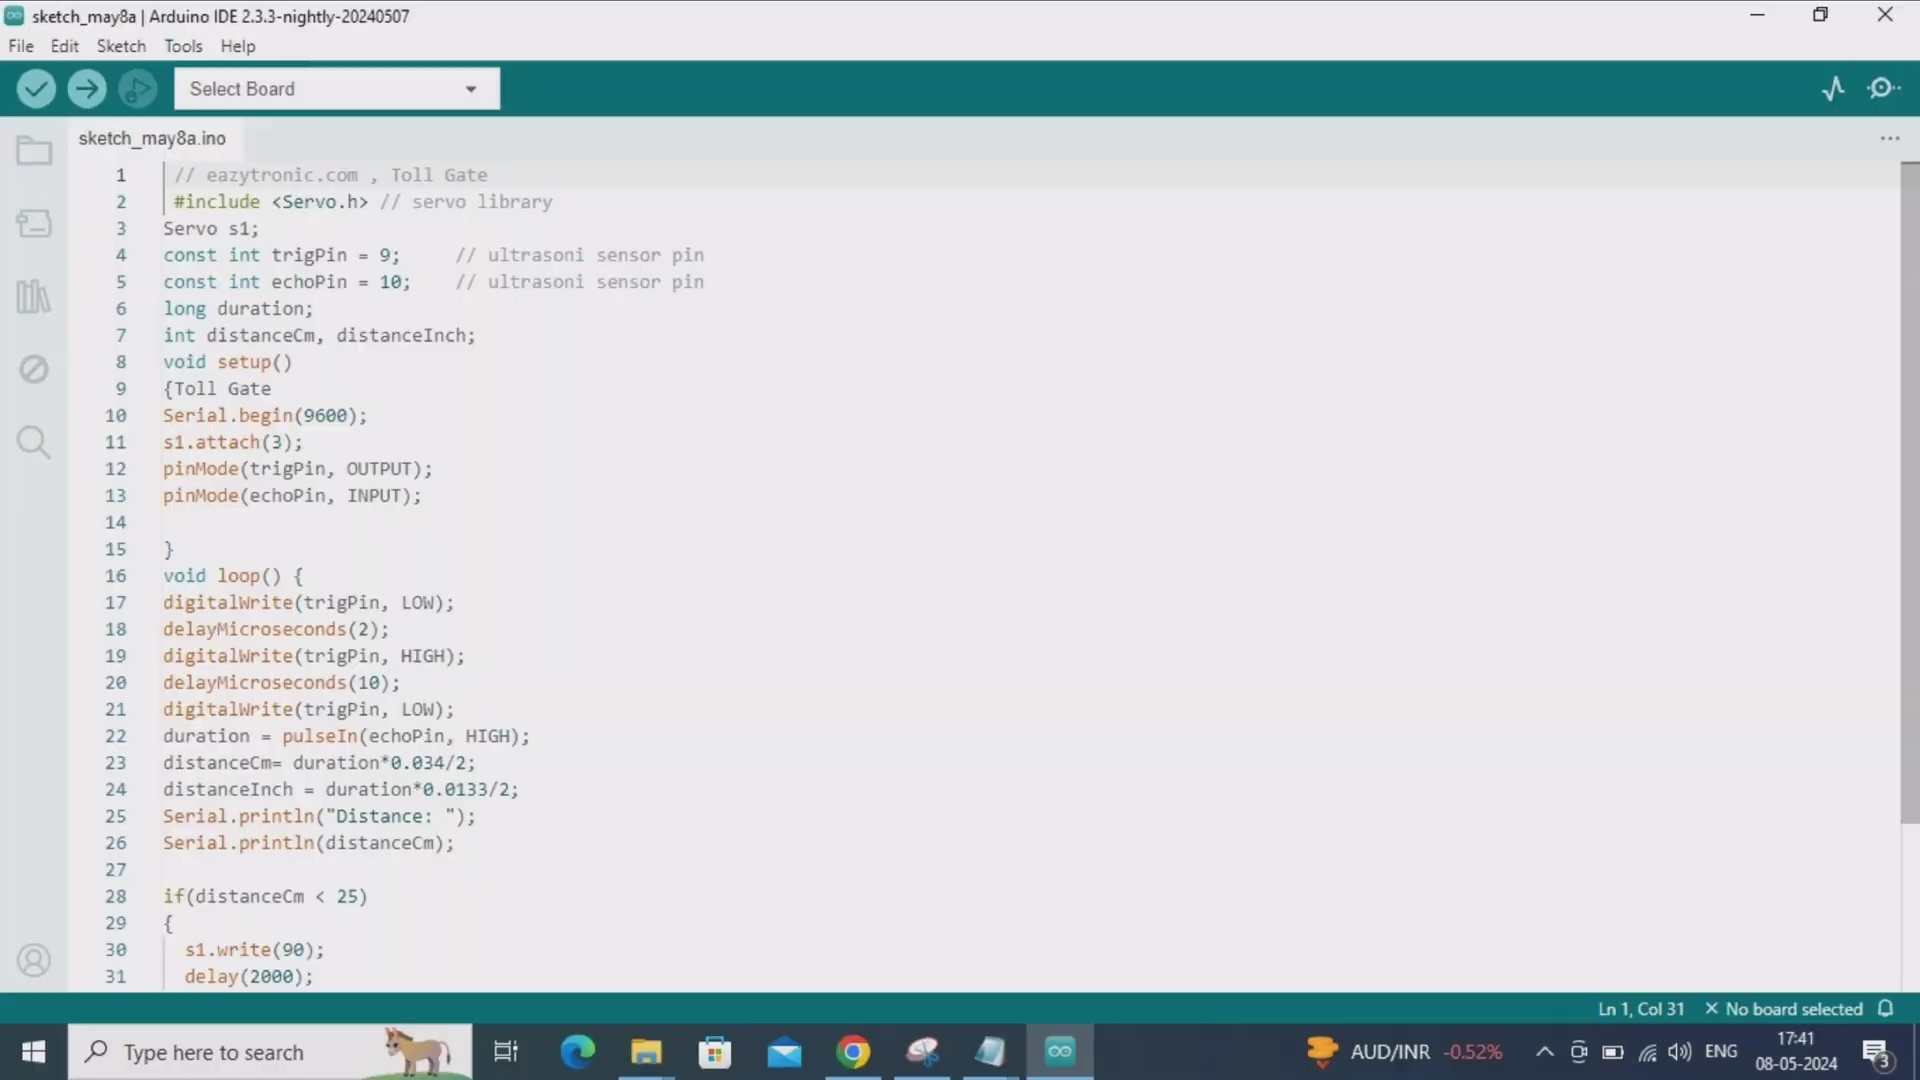 sketch_may8a | Arduino IDE 2.3.3-nightly-20240507
File Edit Sketch Tools Help
Select Board
sketch_may8a.ino
1 // eazytronic.com , Toll Gate
2 #include <Servo.h> // servo library
3 Servo s1;
4 const int trigPin = 9; // ultrasoni sensor pin
5 const int echoPin = 10; // ultrasoni sensor pin
6 long duration;
7 int distanceCm, distanceInch;
8 void setup()
9 {Toll Gate
10 Serial.begin(9600);
11 s1.attach(3);
12 pinMode(trigPin, OUTPUT);
13 pinMode(echoPin, INPUT);
14
15 }
16 void loop() {
17 digitalWrite(trigPin, LOW);
18 delayMicroseconds(2);
19 digitalWrite(trigPin, HIGH);
20 delayMicroseconds(10);
21 digitalWrite(trigPin, LOW);
22 duration = pulseIn(echoPin, HIGH);
23 distanceCm= duration*0.034/2;
24 distanceInch = duration*0.0133/2;
25 Serial.println("Distance: ");
26 Serial.println(distanceCm);
27
28 if(distanceCm < 25)
29 {
30 s1.write(90);
31 delay(2000);
Ln 1, Col 31 × No board selected
Type here to search
AUD/INR -0.52%
ENG
17:41
08-05-2024
3